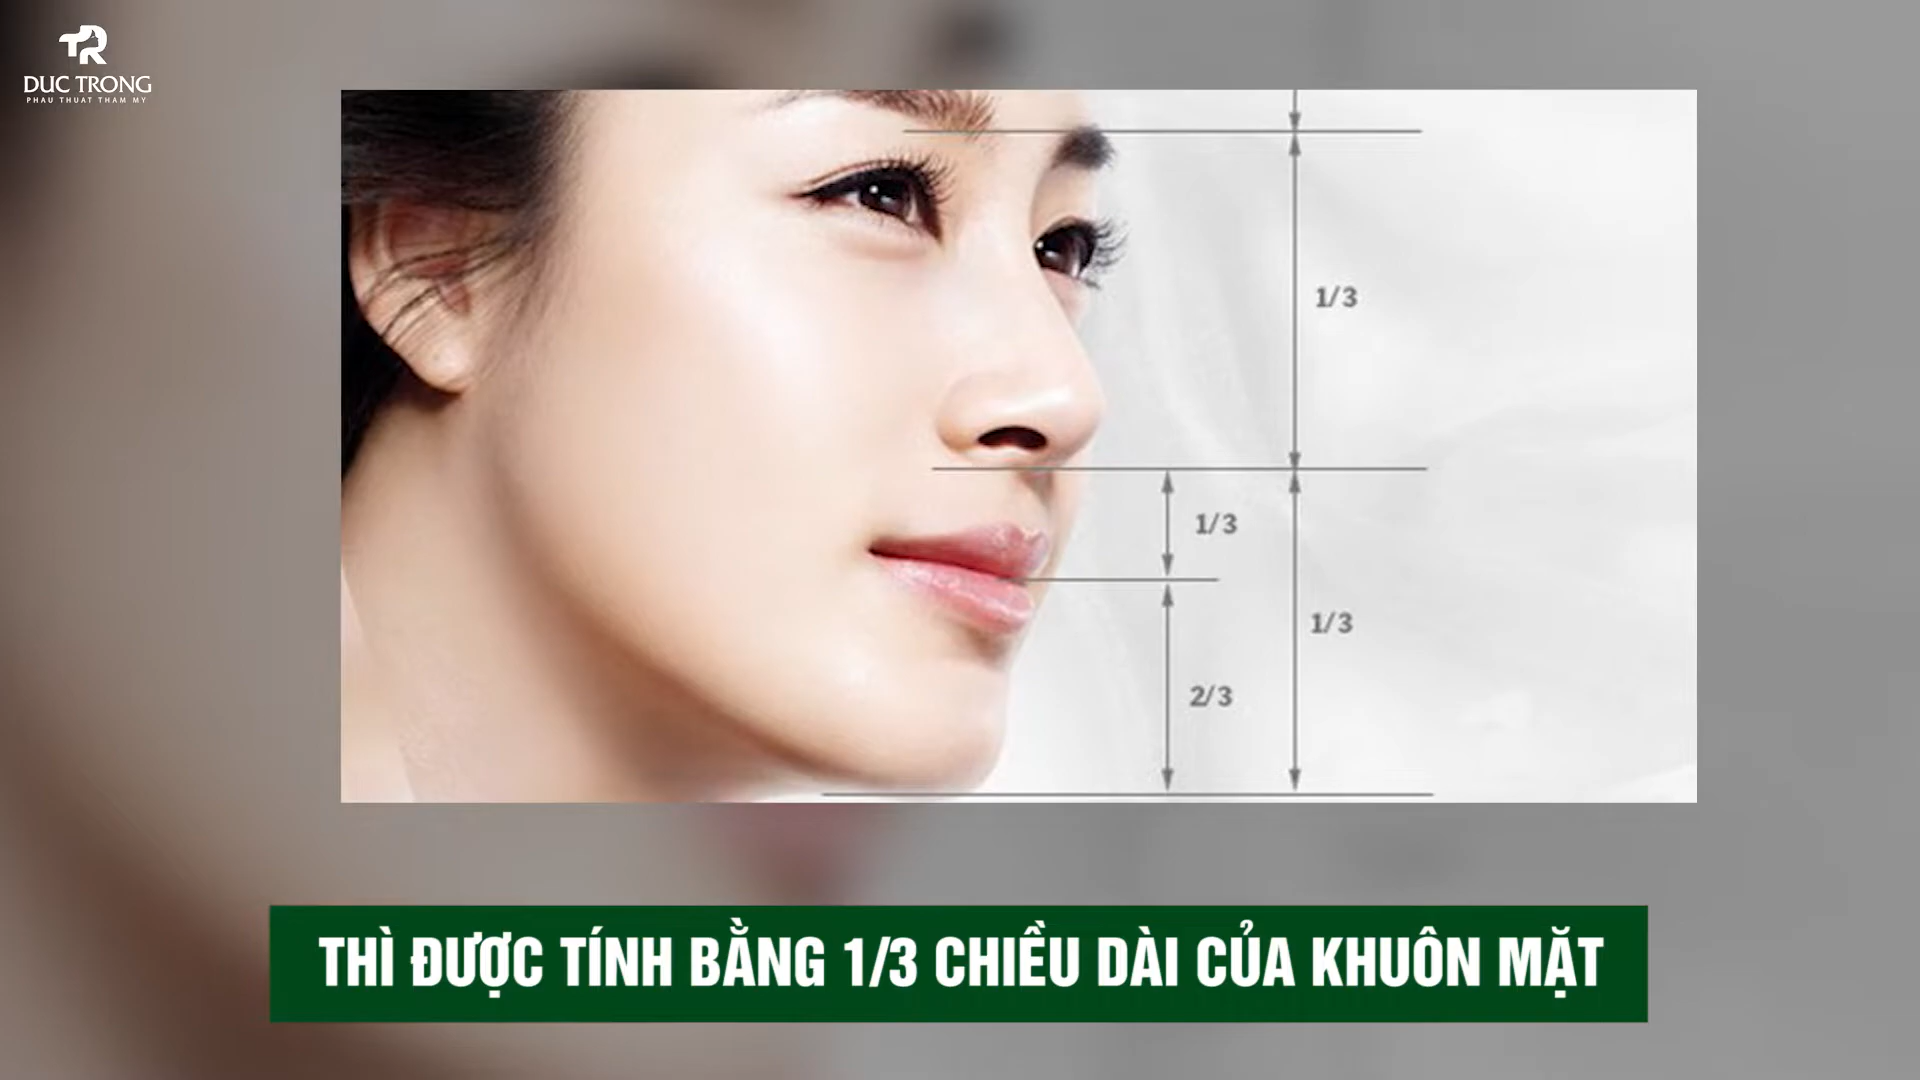 DUC TRONG
PHAU THUAT THAM MY
1/3
1/3
1/3
2/3
THÌ ĐƯỢC TÍNH BẰNG 1/3 CHIỀU DÀI CỦA KHUÔN MẶT